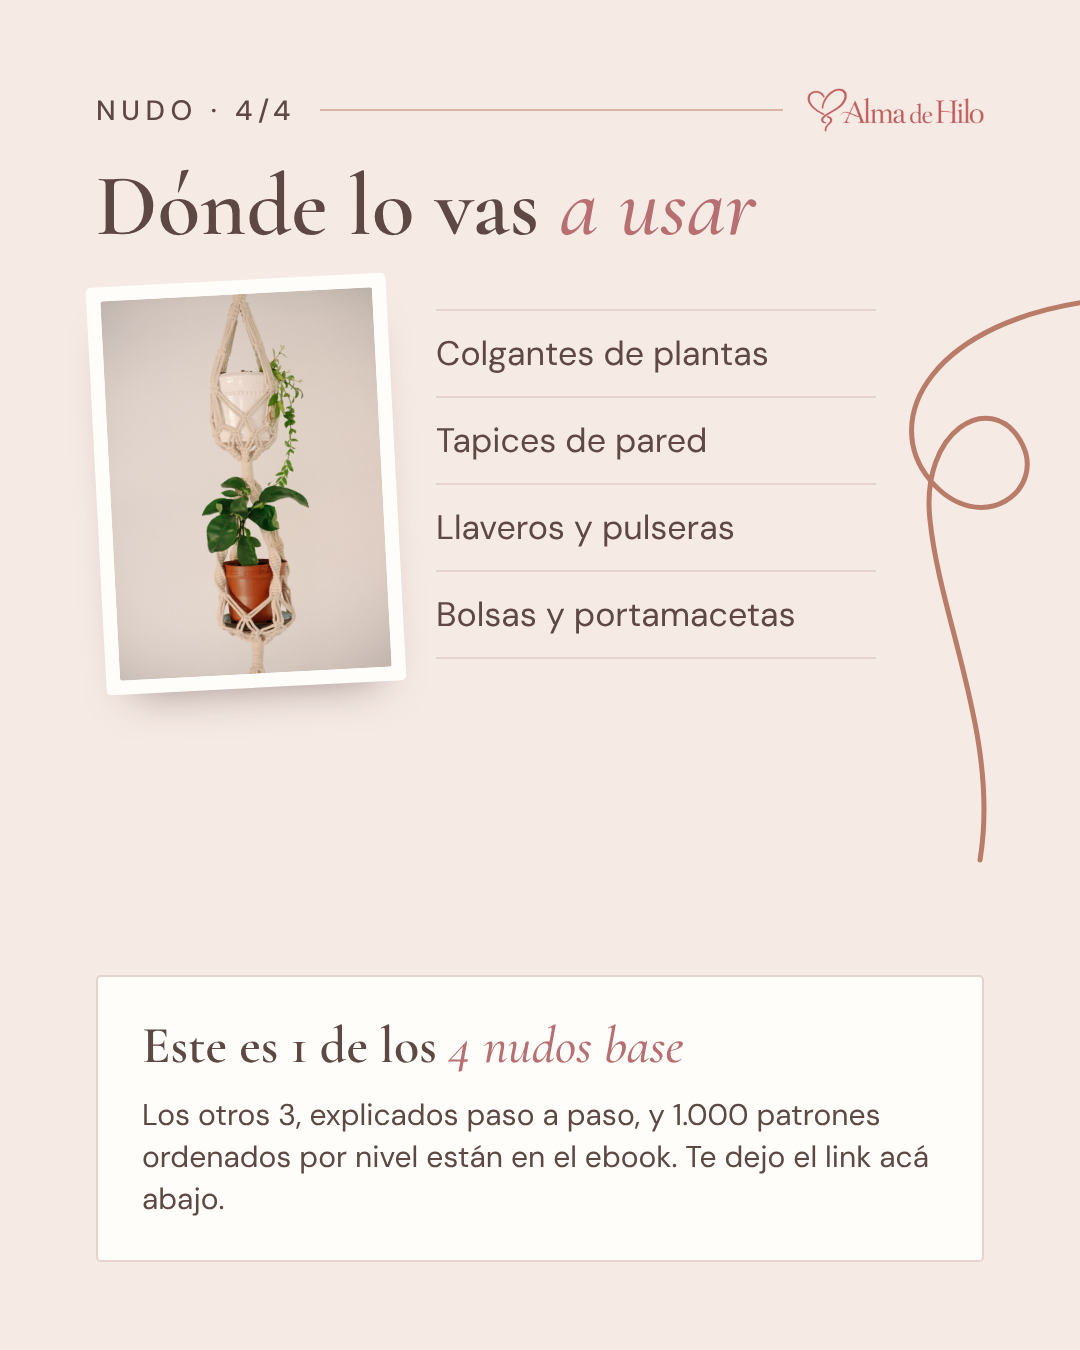 NUDO · 4/4
Alma de Hilo
Dónde lo vas a usar
Colgantes de plantas
Tapices de pared
Llaveros y pulseras
Bolsas y portamacetas
Este es 1 de los 4 nudos base
Los otros 3, explicados paso a paso, y 1.000 patrones
ordenados por nivel están en el ebook. Te dejo el link acá
abajo.